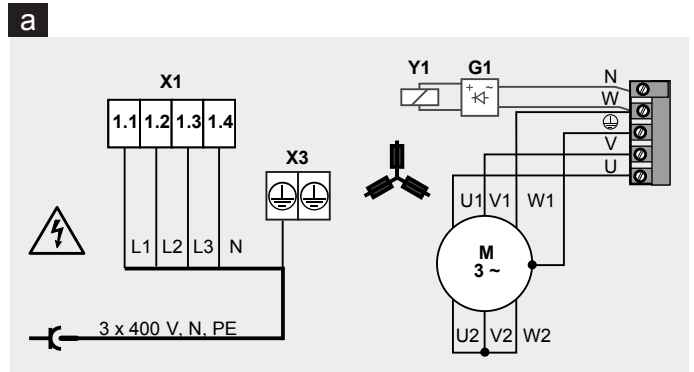 a
X1
1.1 1.2 1.3 1.4
X3
L1 L2 L3 N
3 x 400 V, N, PE
Y1 G1
+ ~
N
W
V
U
U1 V1 W1
M
3 ~
U2 V2 W2